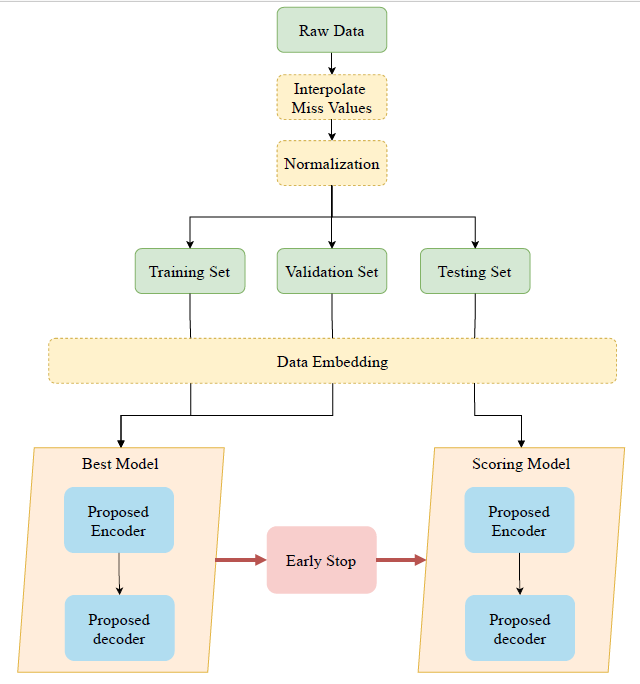 Raw Data
Interpolate
Miss Values
Normalization
Training Set
Validation Set
Testing Set
Data Embedding
Best Model
Proposed
Encoder
Proposed
decoder
Early Stop
Scoring Model
Proposed
Encoder
Proposed
decoder